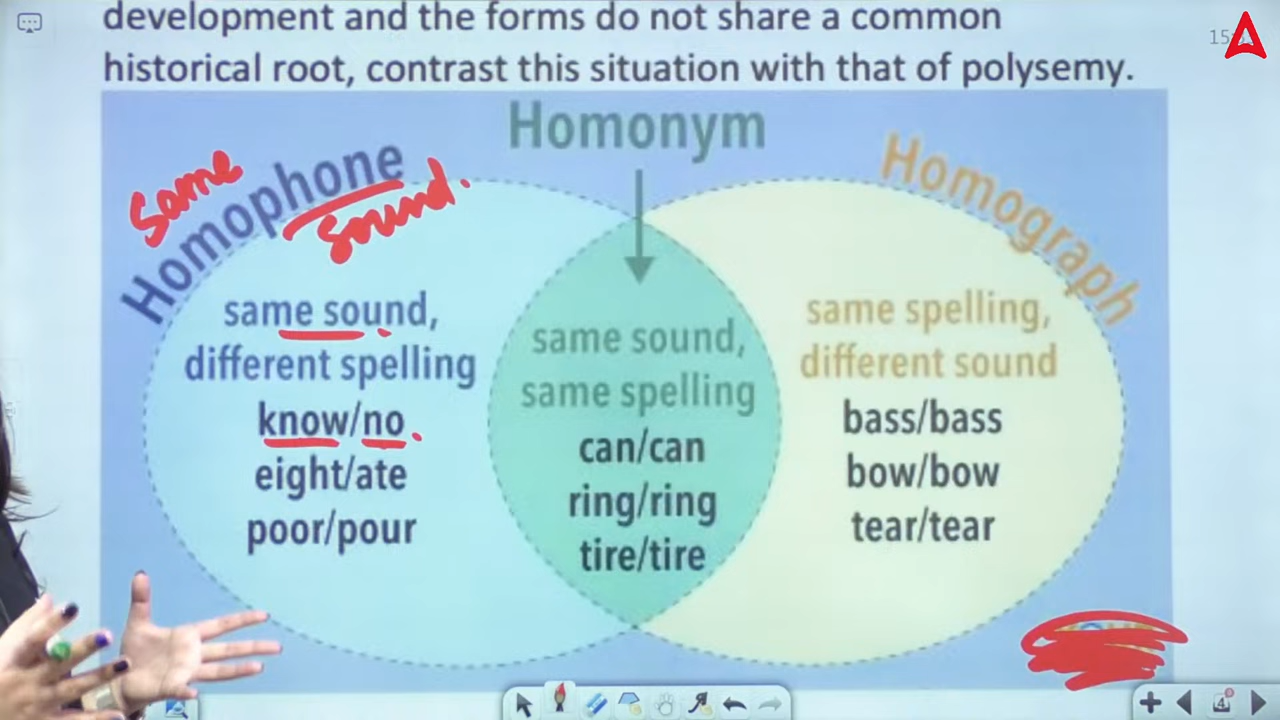 development and the forms do not share a common
historical root, contrast this situation with that of polysemy.
Homonym
Same
Homophone
sound.
same sound,
different spelling
know/no
eight/ate
poor/pour
same sound,
same spelling
can/can
ring/ring
tire/tire
Homograph
same spelling,
different sound
bass/bass
bow/bow
tear/tear